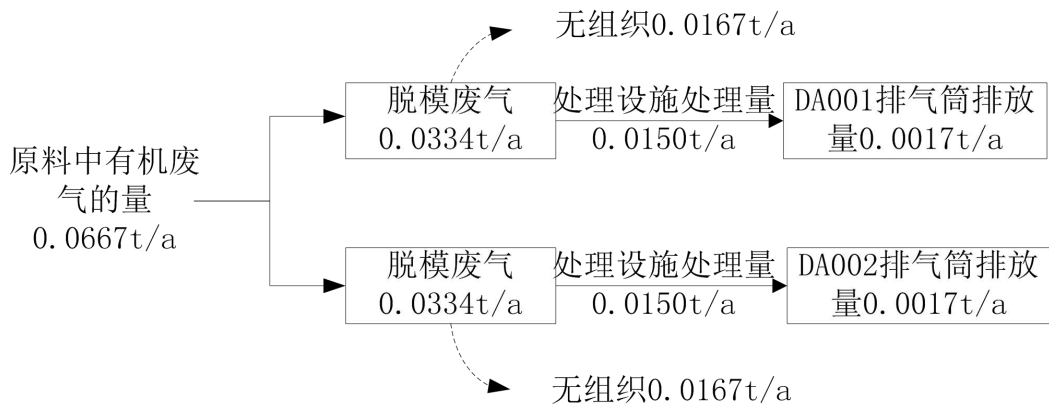 无组织0.0167t/a
脱模废气
0.0334t/a
处理设施处理量
0.0150t/a
DA001排气筒排放
量0.0017t/a
原料中有机废
气的量
0.0667t/a
脱模废气
0.0334t/a
处理设施处理量
0.0150t/a
DA002排气筒排放
量0.0017t/a
无组织0.0167t/a